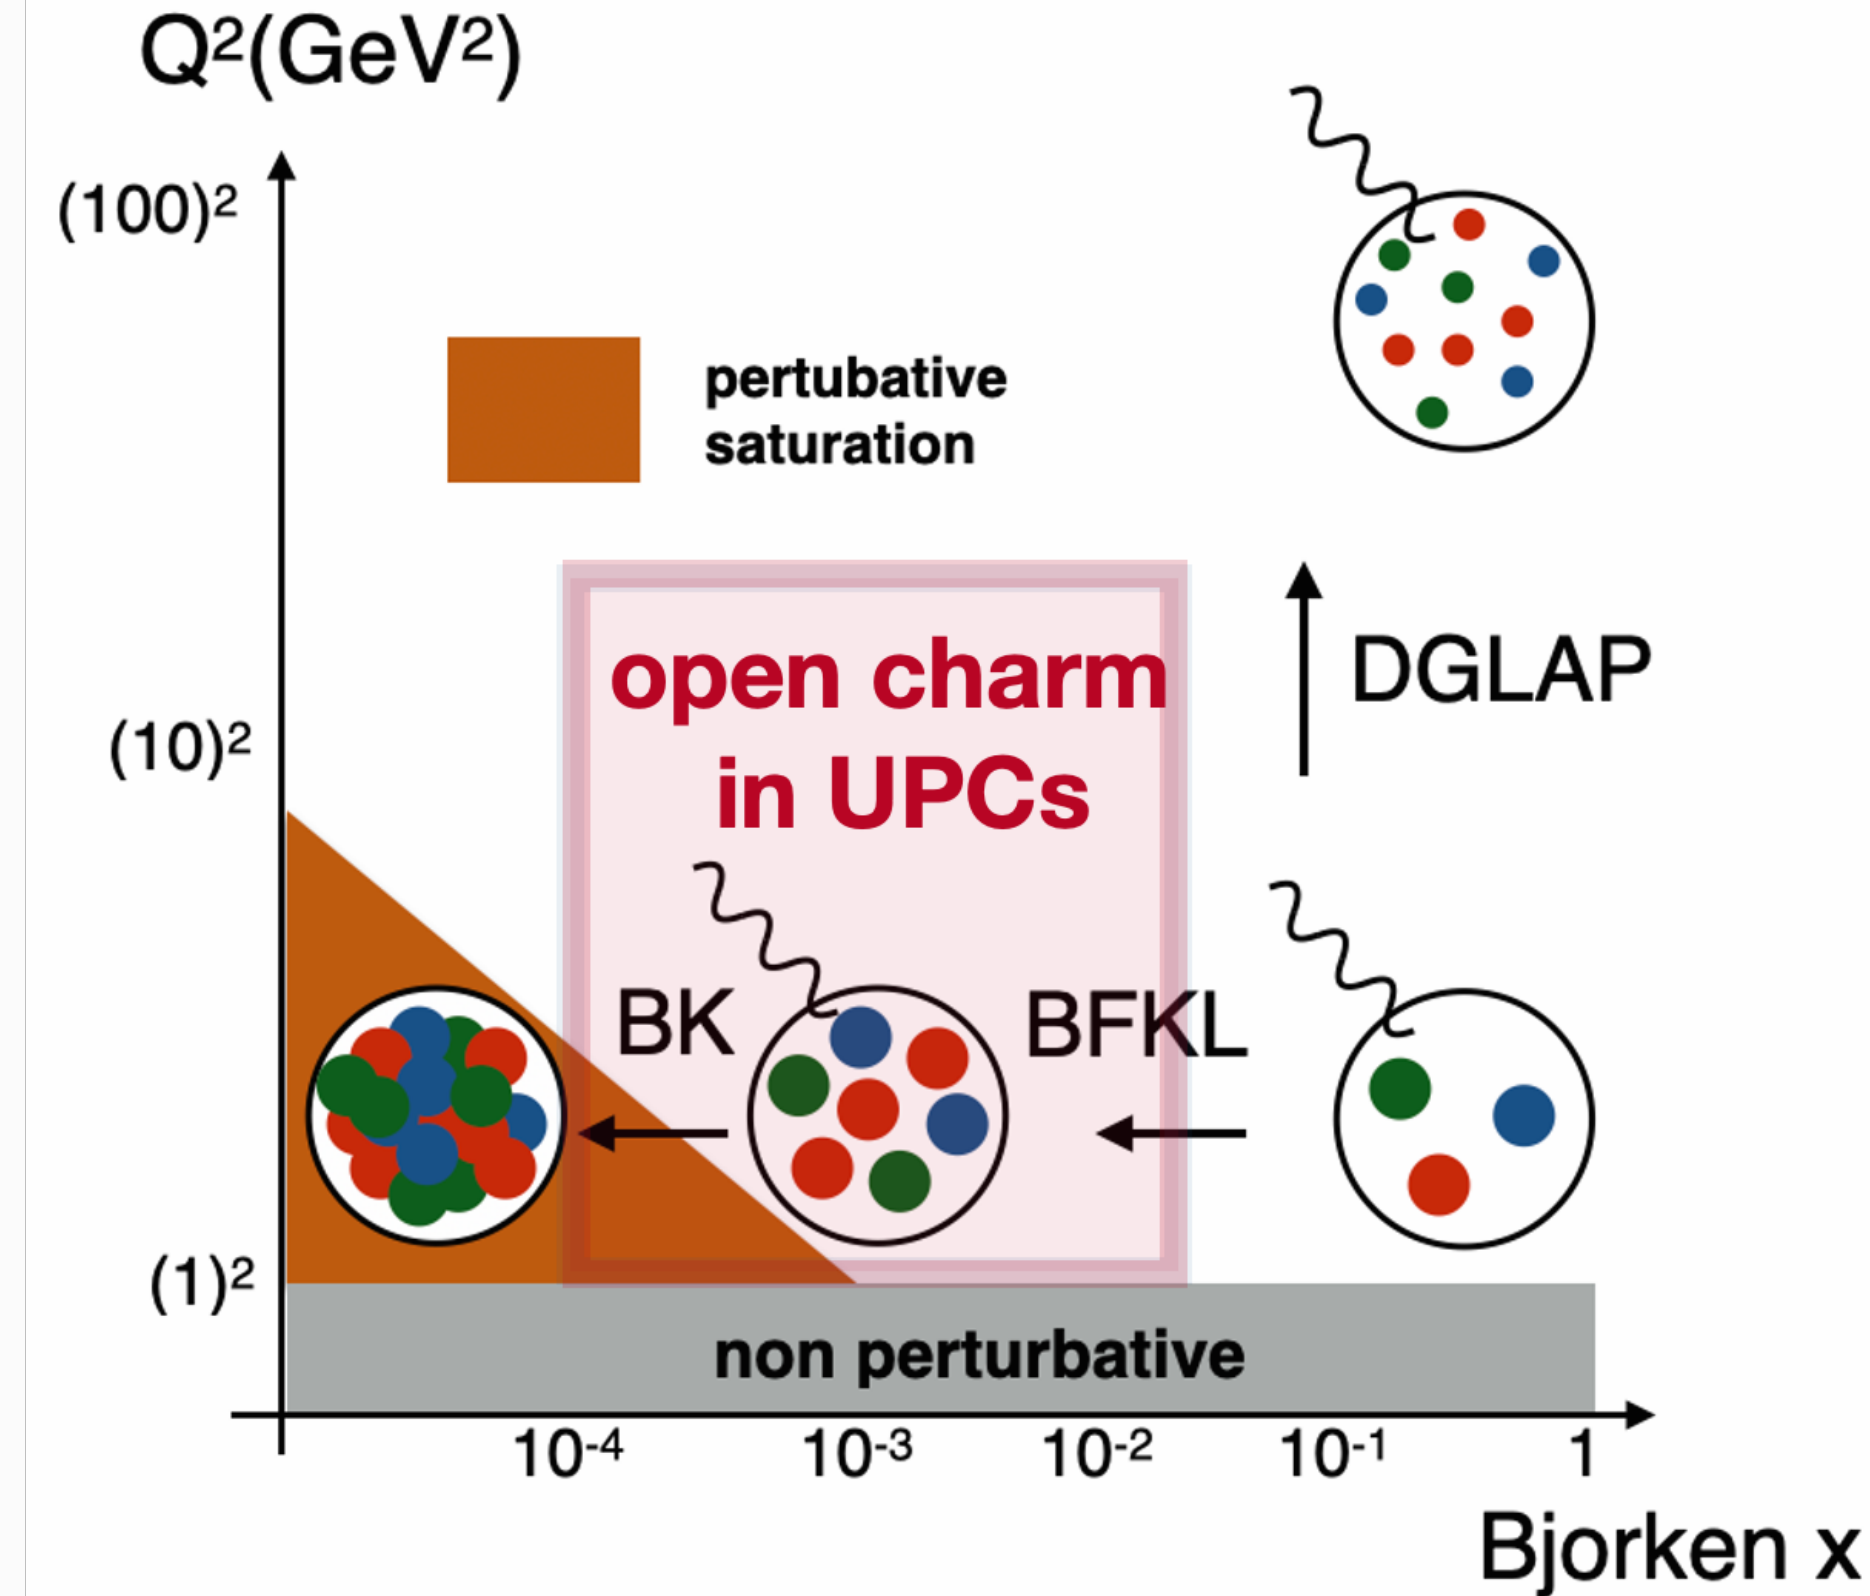 Q²(GeV²)
(100)²
pertubative
saturation
open charm
in UPCs
DGLAP
(10)²
BK
BFKL
(1)²
non perturbative
10⁻⁴ 10⁻³ 10⁻² 10⁻¹ 1
Bjorken x